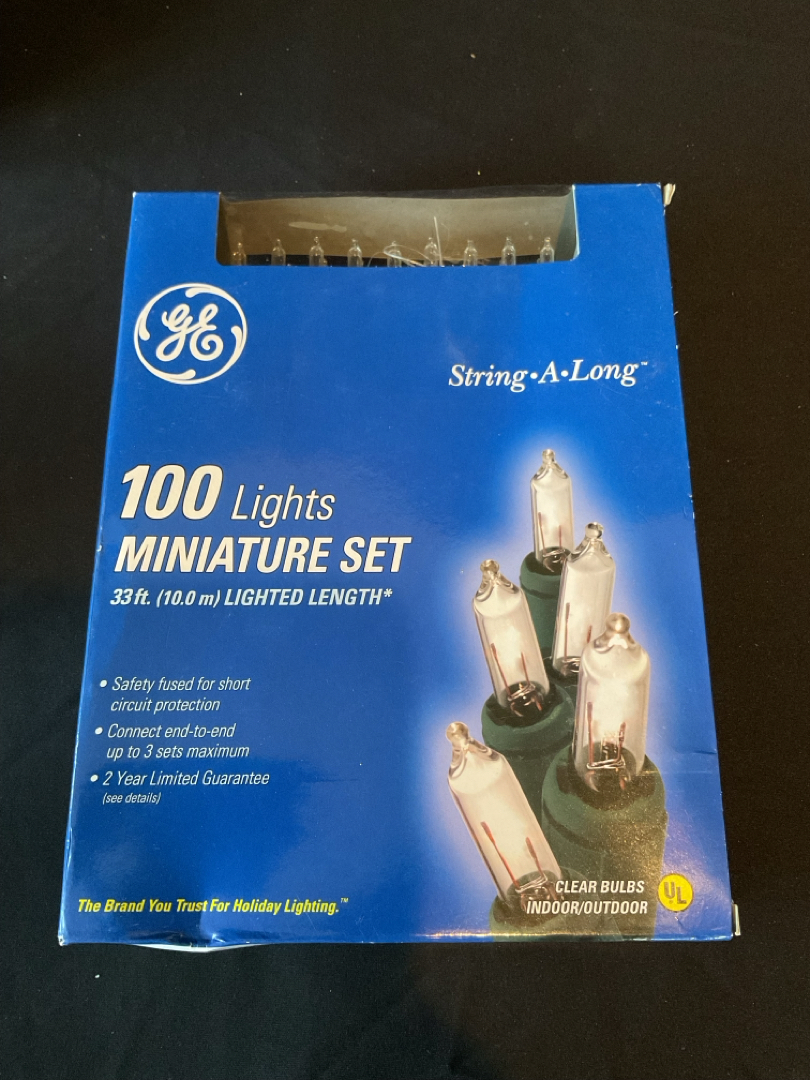 GE
String•A•Long™
100 Lights
MINIATURE SET
33 ft. (10.0 m) LIGHTED LENGTH*
• Safety fused for short
circuit protection
• Connect end-to-end
up to 3 sets maximum
• 2 Year Limited Guarantee
(see details)
The Brand You Trust For Holiday Lighting.™
CLEAR BULBS
INDOOR/OUTDOOR
UL